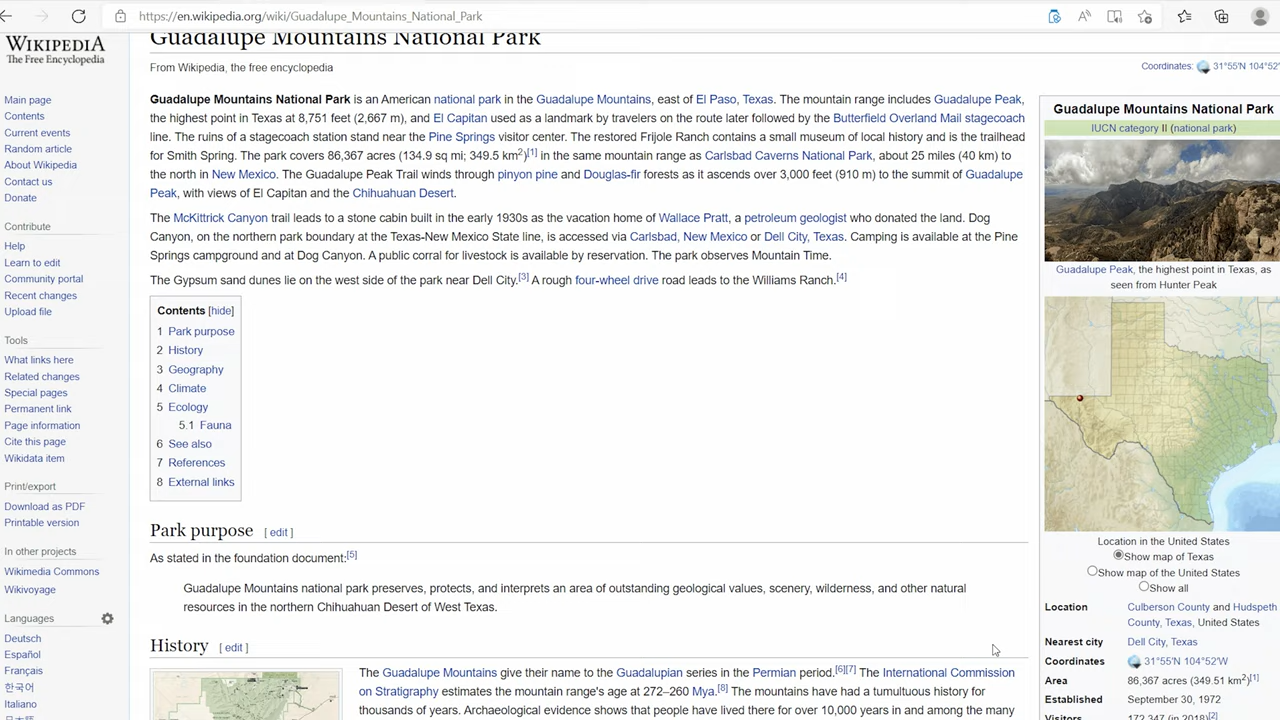 https://en.wikipedia.org/wiki/Guadalupe_Mountains_National_Park
WIKIPEDIA
The Free Encyclopedia
Main page
Contents
Current events
Random article
About Wikipedia
Contact us
Donate
Contribute
Help
Learn to edit
Community portal
Recent changes
Upload file
Tools
What links here
Related changes
Special pages
Permanent link
Page information
Cite this page
Wikidata item
Print/export
Download as PDF
Printable version
In other projects
Wikimedia Commons
Wikivoyage
Languages
Deutsch
Español
Français
한국어
Italiano
Guadalupe Mountains National Park
From Wikipedia, the free encyclopedia
Coordinates: 31°55′N 104°52′
Guadalupe Mountains National Park is an American national park in the Guadalupe Mountains, east of El Paso, Texas. The mountain range includes Guadalupe Peak,
the highest point in Texas at 8,751 feet (2,667 m), and El Capitan used as a landmark by travelers on the route later followed by the Butterfield Overland Mail stagecoach
line. The ruins of a stagecoach station stand near the Pine Springs visitor center. The restored Frijole Ranch contains a small museum of local history and is the trailhead
for Smith Spring. The park covers 86,367 acres (134.9 sq mi; 349.5 km2)[1] in the same mountain range as Carlsbad Caverns National Park, about 25 miles (40 km) to
the north in New Mexico. The Guadalupe Peak Trail winds through pinyon pine and Douglas-fir forests as it ascends over 3,000 feet (910 m) to the summit of Guadalupe
Peak, with views of El Capitan and the Chihuahuan Desert.
The McKittrick Canyon trail leads to a stone cabin built in the early 1930s as the vacation home of Wallace Pratt, a petroleum geologist who donated the land. Dog
Canyon, on the northern park boundary at the Texas-New Mexico State line, is accessed via Carlsbad, New Mexico or Dell City, Texas. Camping is available at the Pine
Springs campground and at Dog Canyon. A public corral for livestock is available by reservation. The park observes Mountain Time.
The Gypsum sand dunes lie on the west side of the park near Dell City.[3] A rough four-wheel drive road leads to the Williams Ranch.[4]
Contents [hide]
1 Park purpose
2 History
3 Geography
4 Climate
5 Ecology
5.1 Fauna
6 See also
7 References
8 External links
Park purpose [ edit ]
As stated in the foundation document:[5]
Guadalupe Mountains national park preserves, protects, and interprets an area of outstanding geological values, scenery, wilderness, and other natural
resources in the northern Chihuahuan Desert of West Texas.
History [ edit ]
The Guadalupe Mountains give their name to the Guadalupian series in the Permian period.[6][7] The International Commission
on Stratigraphy estimates the mountain range's age at 272–260 Mya.[8] The mountains have had a tumultuous history for
thousands of years. Archaeological evidence shows that people have lived there for over 10,000 years in and among the many
Guadalupe Mountains National Park
IUCN category II (national park)
Guadalupe Peak, the highest point in Texas, as
seen from Hunter Peak
Location in the United States
Show map of Texas
Show map of the United States
Show all
Location Culberson County and Hudspeth
County, Texas, United States
Nearest city Dell City, Texas
Coordinates 31°55′N 104°52′W
Area 86,367 acres (349.51 km2)[1]
Established September 30, 1972
Visitors 172,347 (in 2018)[2]